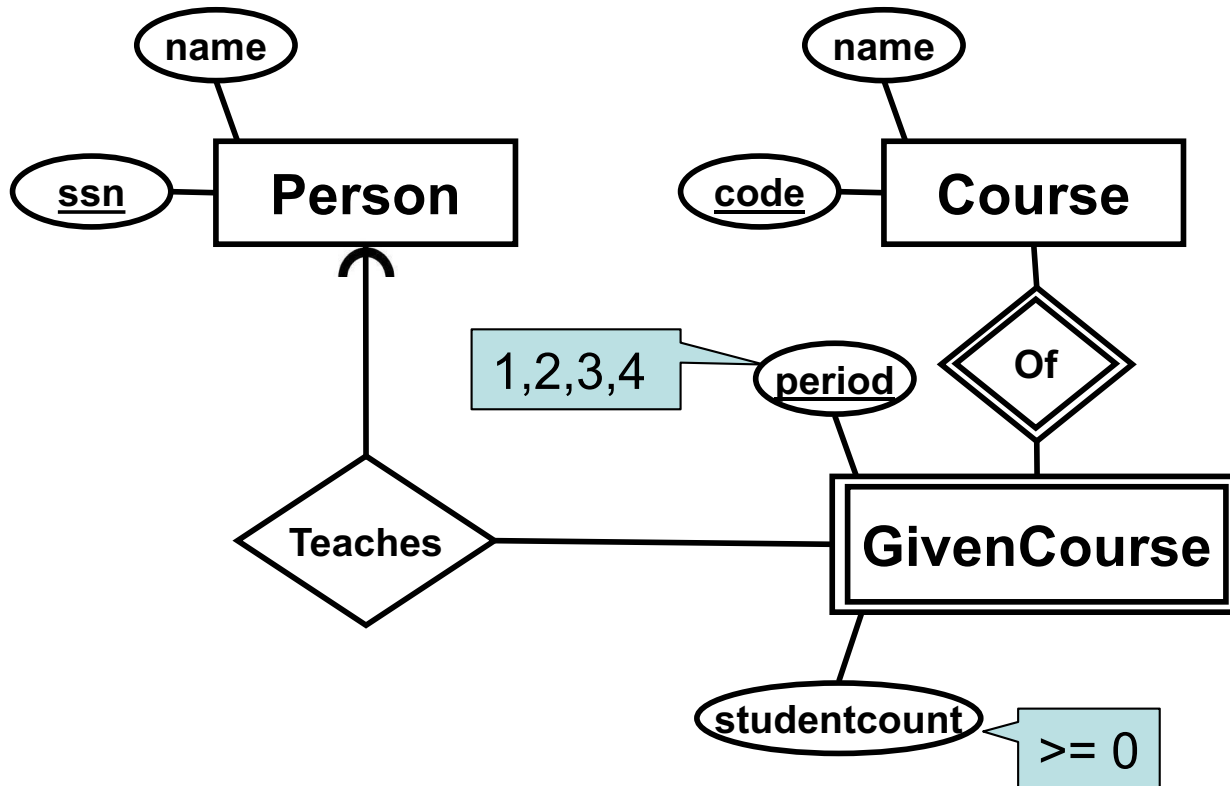 name
name
ssn
Person
code
Course
1,2,3,4
period
Of
Teaches
GivenCourse
studentcount
>= 0